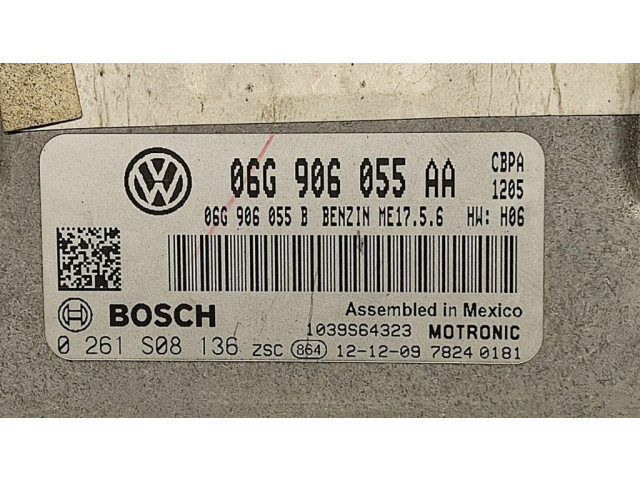 06G 906 055 AA CBPA
1205
06G 906 055 B BENZIN ME17.5.6 HW: H06
Assembled in Mexico
BOSCH
1039S64323 MOTRONIC
0 261 S08 136 ZSC 864 12-12-09 7824 0181